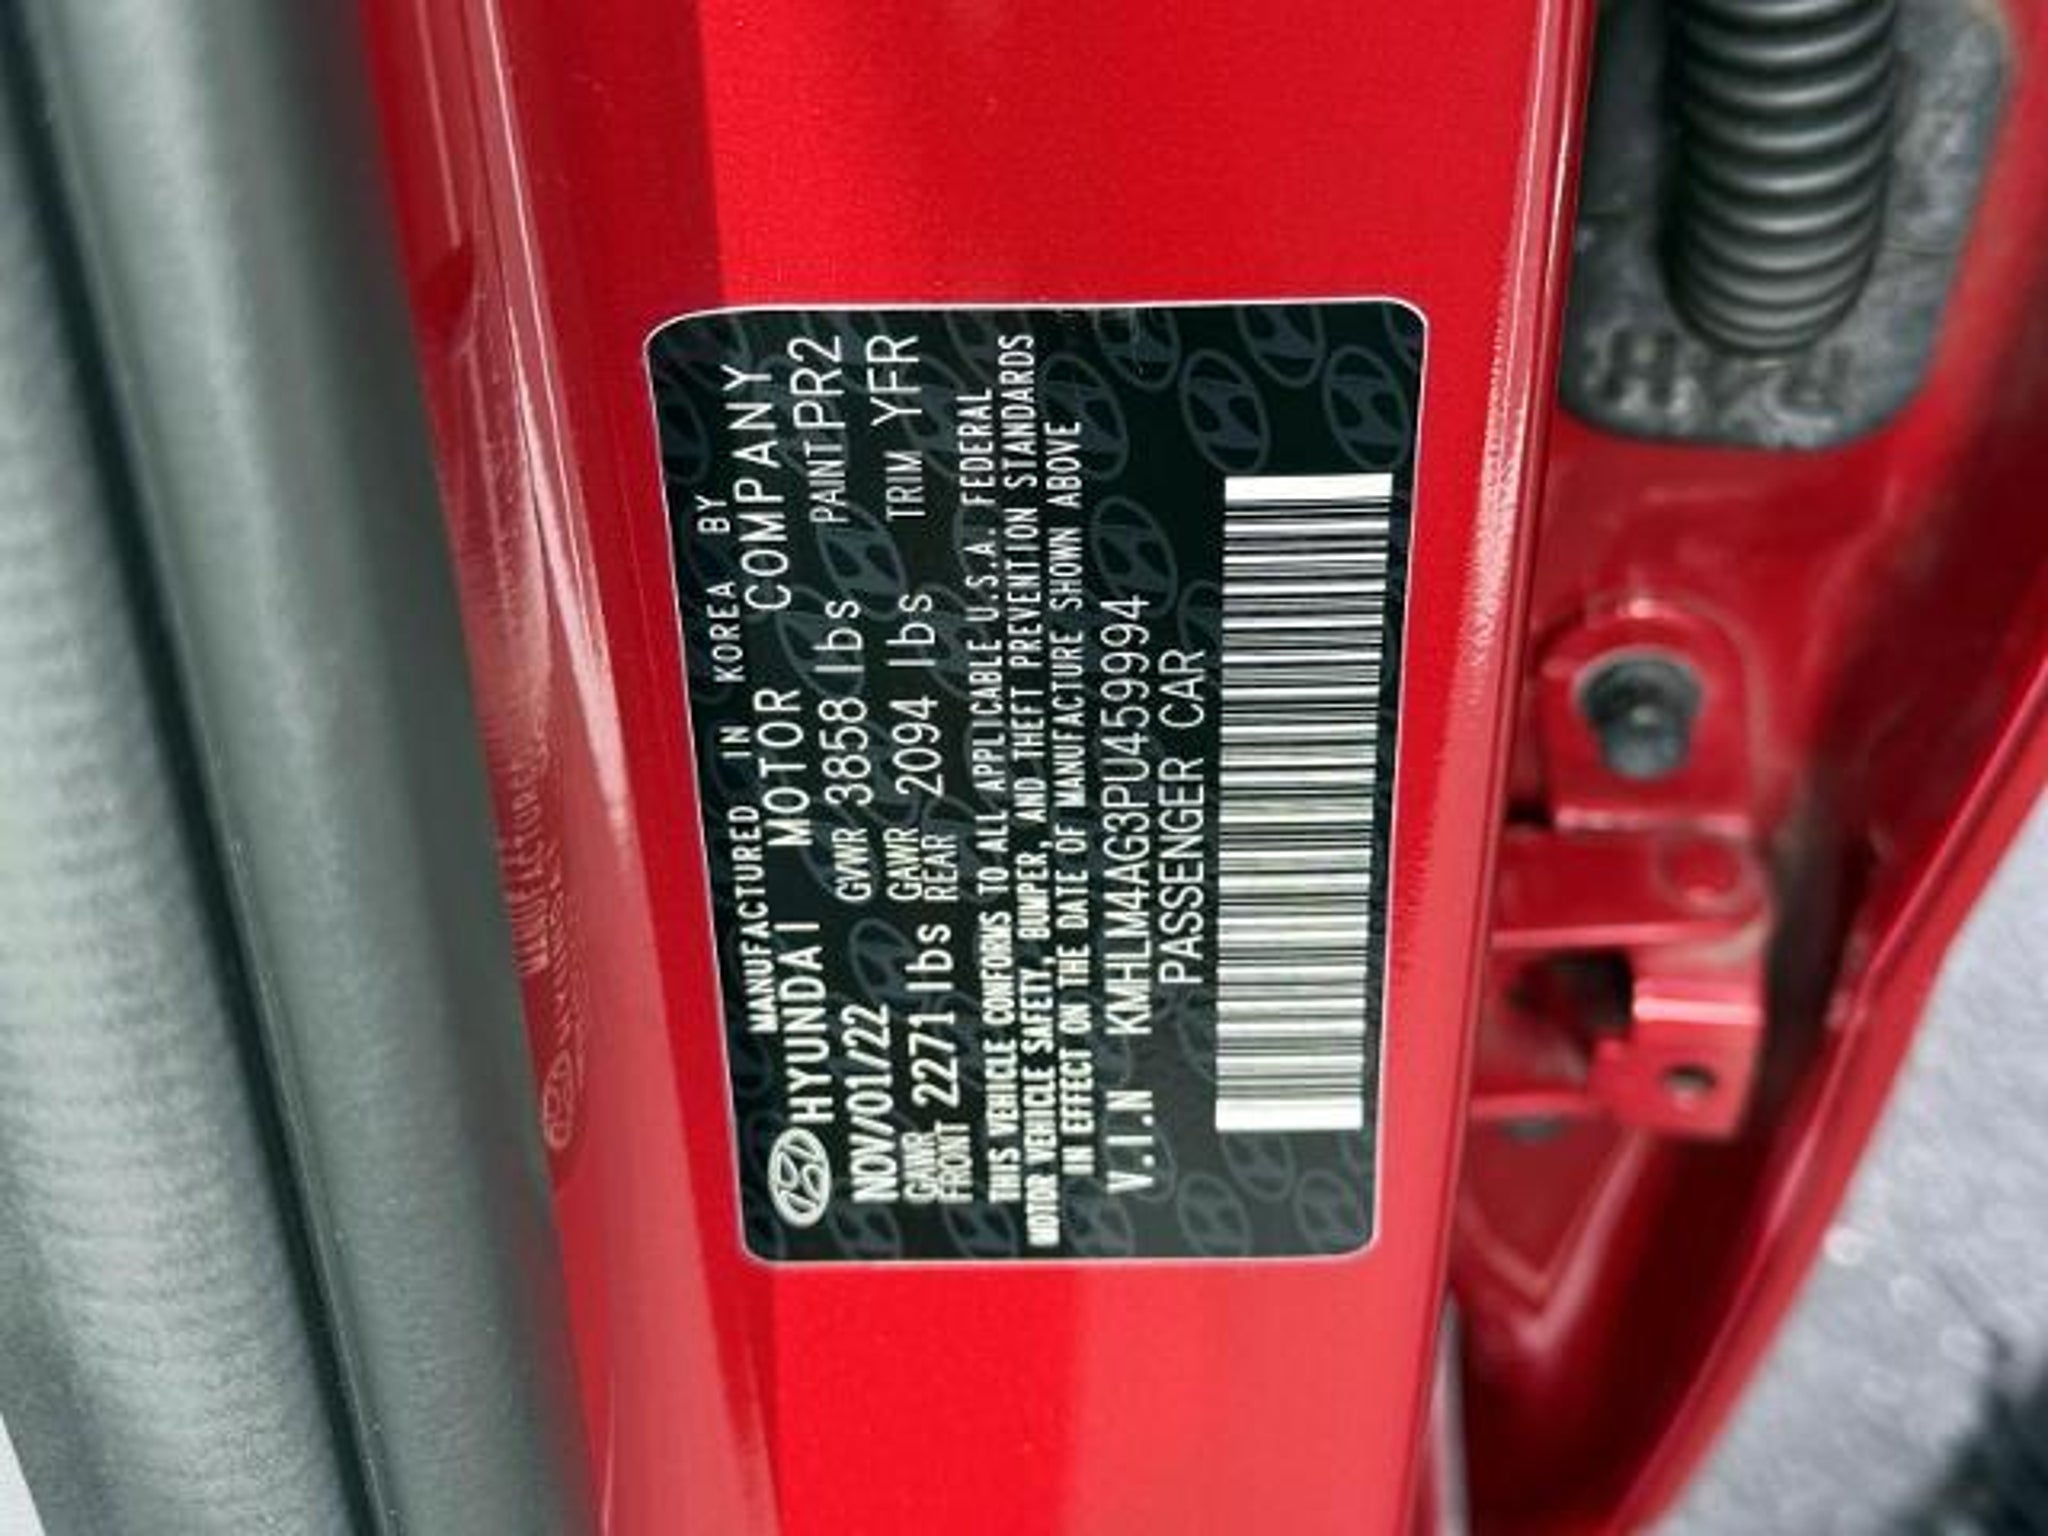 MANUFACTURED IN KOREA BY
HYUNDAI MOTOR COMPANY
NOV/01/22 GVWR 3858 lbs PAINT PR2
GAWR FRONT 2271 lbs GAWR REAR 2094 lbs TRIM YFR
THIS VEHICLE CONFORMS TO ALL APPLICABLE U.S.A. FEDERAL
MOTOR VEHICLE SAFETY, BUMPER, AND THEFT PREVENTION STANDARDS
IN EFFECT ON THE DATE OF MANUFACTURE SHOWN ABOVE
V.I.N KMHLM4AG3PU459994
PASSENGER CAR